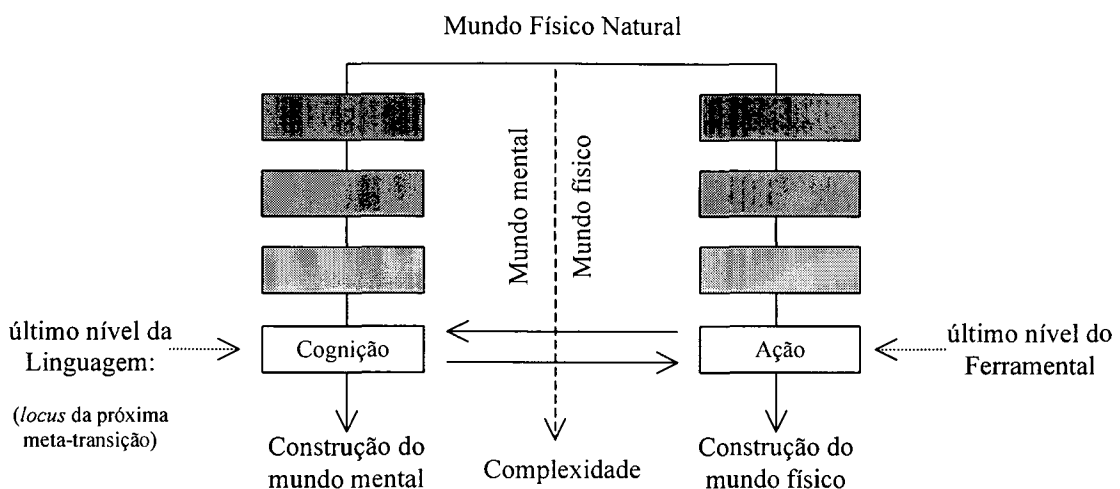 Mundo Físico Natural
Mundo mental
Mundo físico
último nível da
Linguagem:
(locus da próxima
meta-transição)
Cognição
Ação
último nível do
Ferramental
Construção do
mundo mental
Complexidade
Construção do
mundo físico